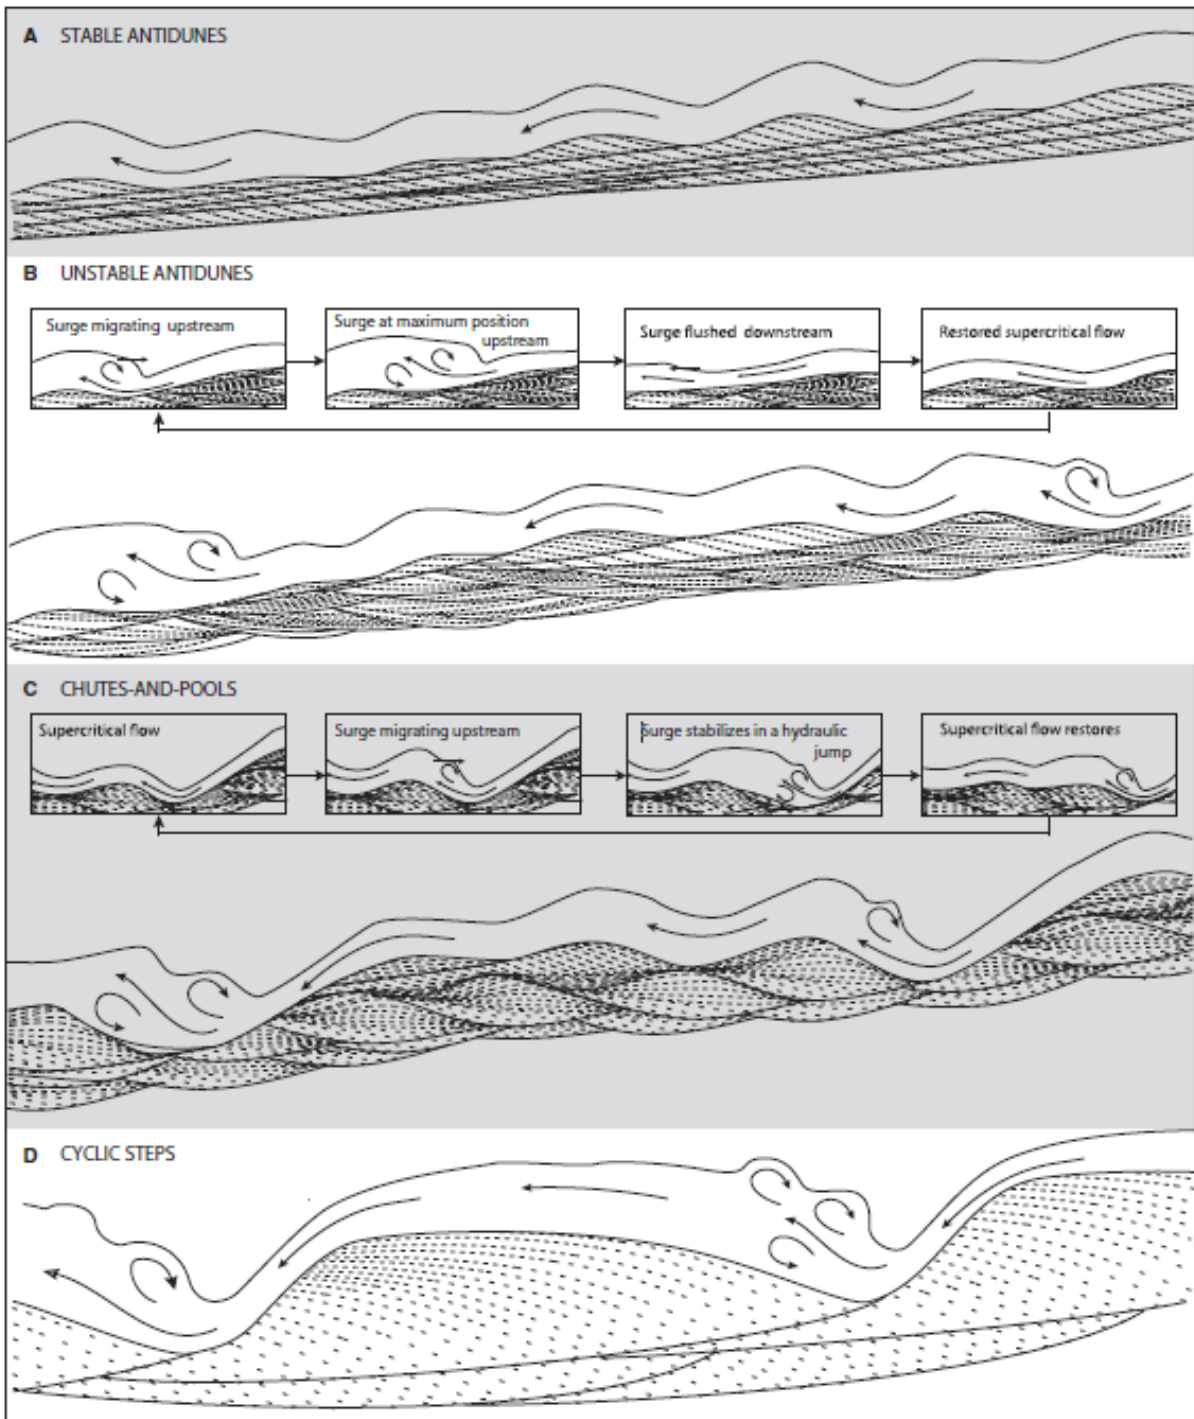 A STABLE ANTIDUNES
B UNSTABLE ANTIDUNES
Surge migrating upstream
Surge at maximum position
upstream
Surge flushed downstream
Restored supercritical flow
C CHUTES-AND-POOLS
Supercritical flow
Surge migrating upstream
Surge stabilizes in a hydraulic
jump
Supercritical flow restores
D CYCLIC STEPS